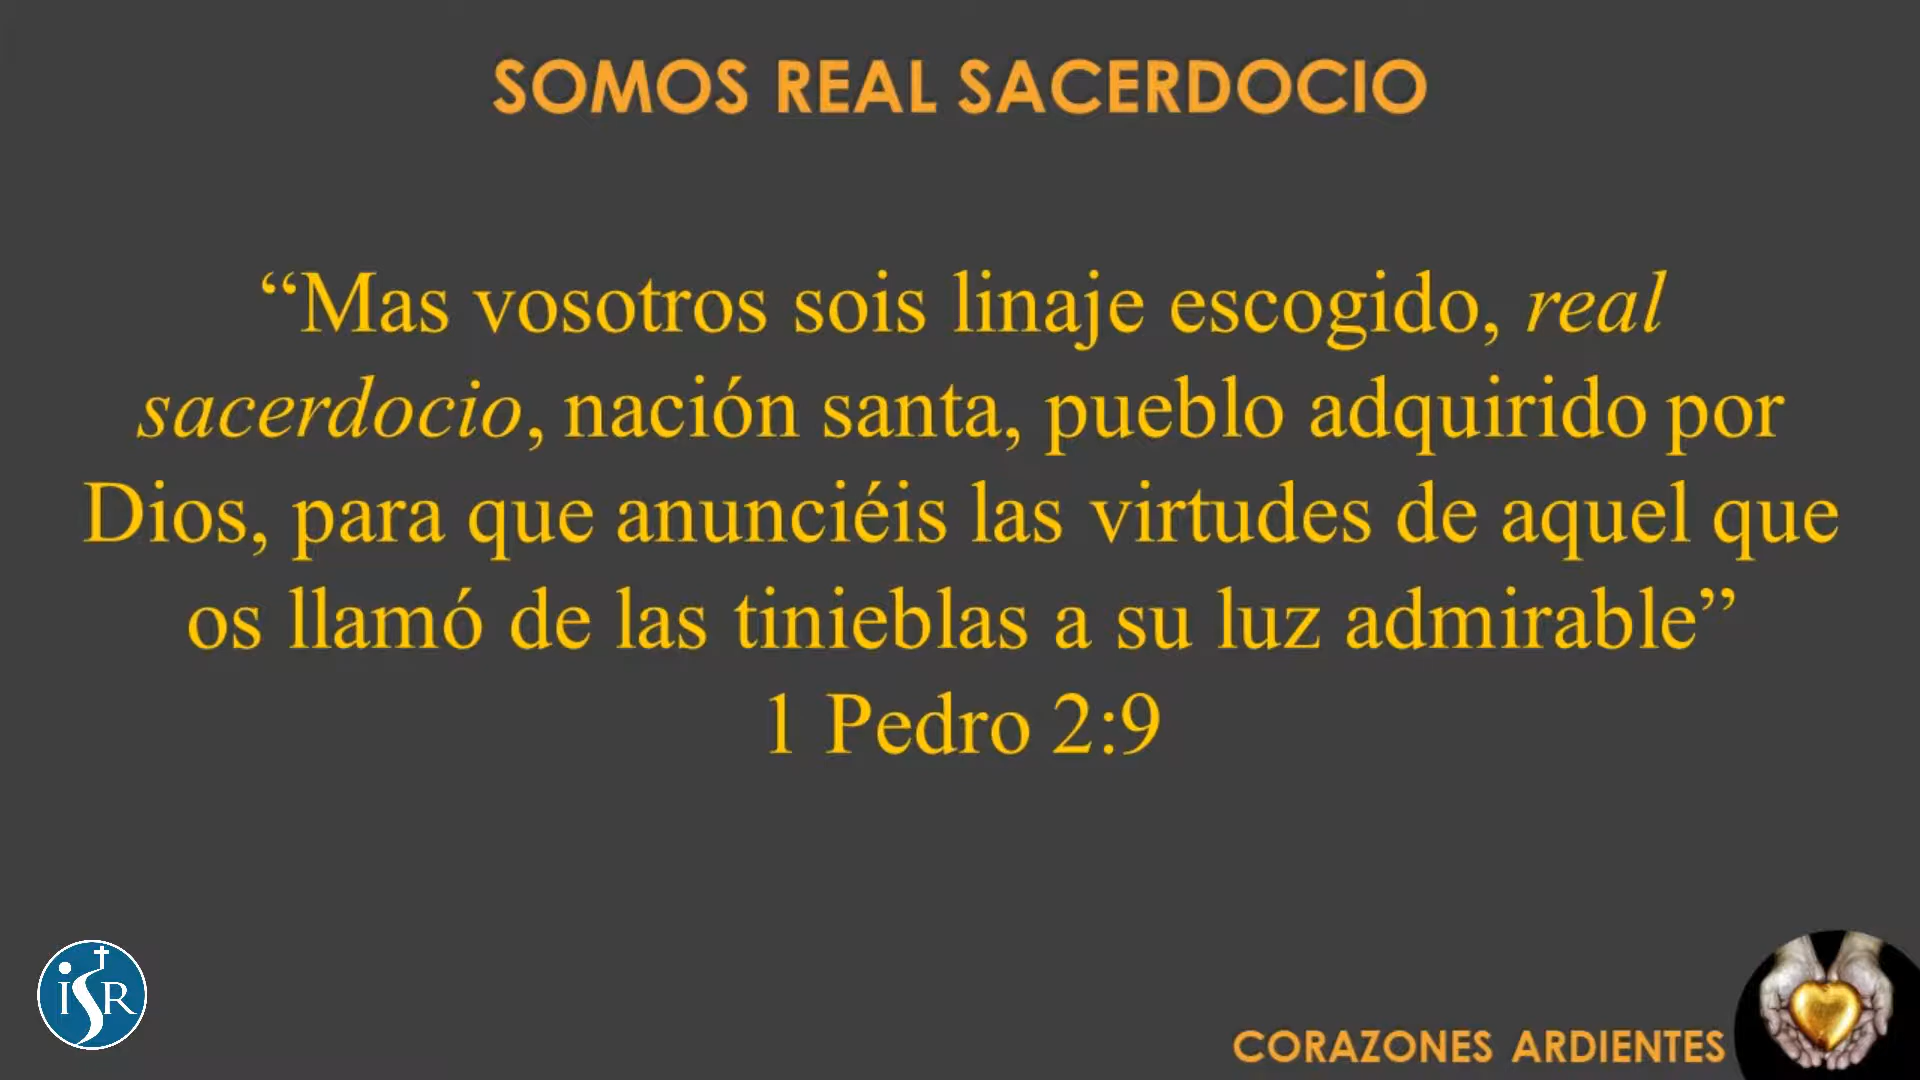 SOMOS REAL SACERDOCIO
“Mas vosotros sois linaje escogido, real
sacerdocio, nación santa, pueblo adquirido por
Dios, para que anunciéis las virtudes de aquel que
os llamó de las tinieblas a su luz admirable”
1 Pedro 2:9
iSR
CORAZONES ARDIENTES